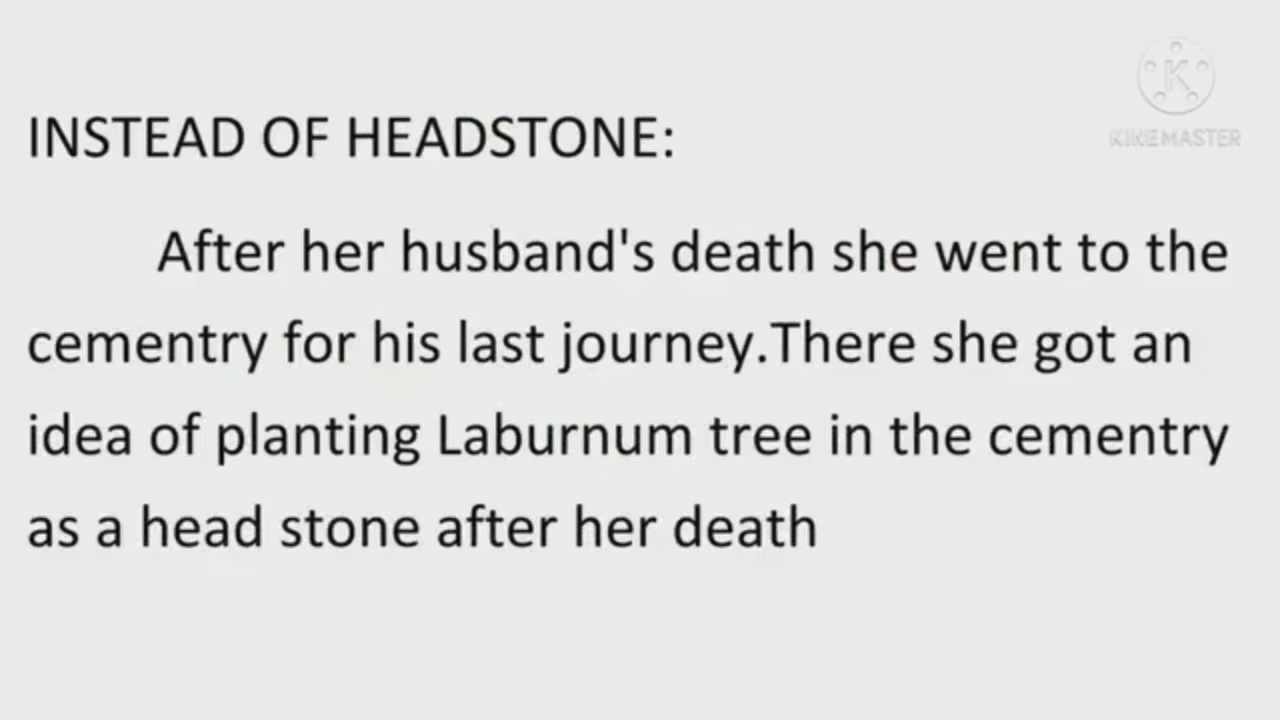 KINEMASTER
INSTEAD OF HEADSTONE:
After her husband's death she went to the
cementry for his last journey.There she got an
idea of planting Laburnum tree in the cementry
as a head stone after her death